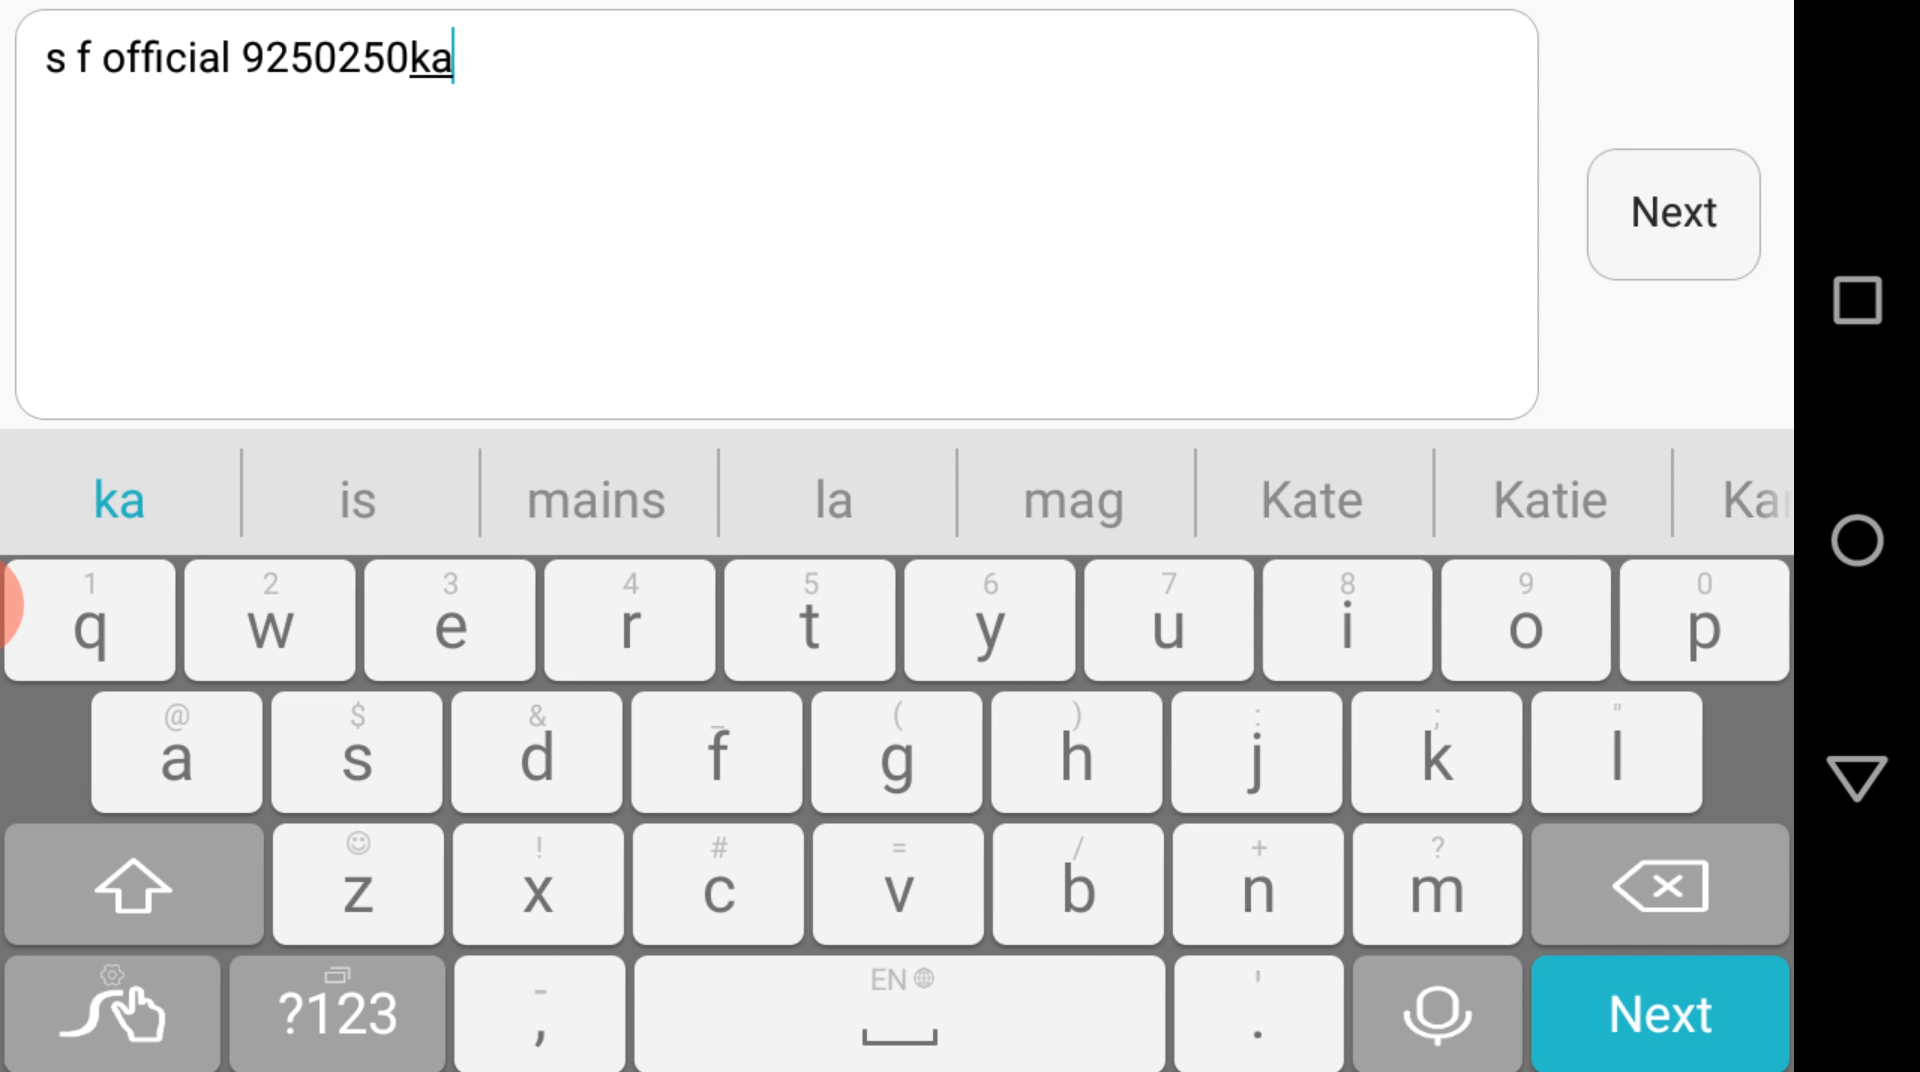 s f official 9250250ka
Next
ka is mains la mag Kate Katie
1 2 3 4 5 6 7 8 9 0
q w e r t y u i o p
@ $ & _ ( ) : ; "
a s d f g h j k l
! # = / + ?
z x c v b n m
- EN '
?123 , . Next